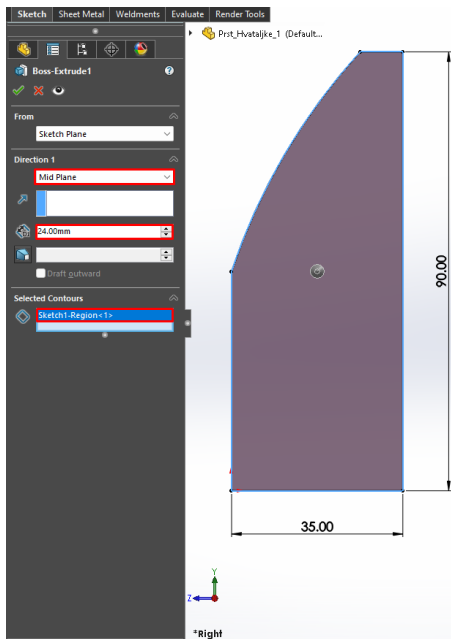 Sketch Sheet Metal Weldments Evaluate Render Tools
Prst_Hvataljke_1 (Default...
Boss-Extrude1
From
Sketch Plane
Direction 1
Mid Plane
24.00mm
Draft outward
Selected Contours
Sketch1-Region<1>
90.00
35.00
Y
Z
*Right